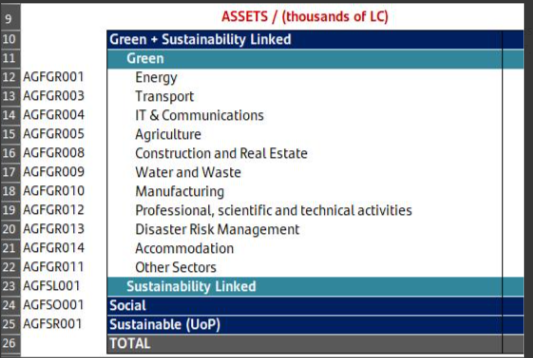 9 ASSETS / (thousands of LC)
10 Green + Sustainability Linked
11 Green
12 AGFGR001 Energy
13 AGFGR003 Transport
14 AGFGR004 IT & Communications
15 AGFGR005 Agriculture
16 AGFGR008 Construction and Real Estate
17 AGFGR009 Water and Waste
18 AGFGR010 Manufacturing
19 AGFGR012 Professional, scientific and technical activities
20 AGFGR013 Disaster Risk Management
21 AGFGR014 Accommodation
22 AGFGR011 Other Sectors
23 AGFSL001 Sustainability Linked
24 AGFSO001 Social
25 AGFSR001 Sustainable (UoP)
26 TOTAL